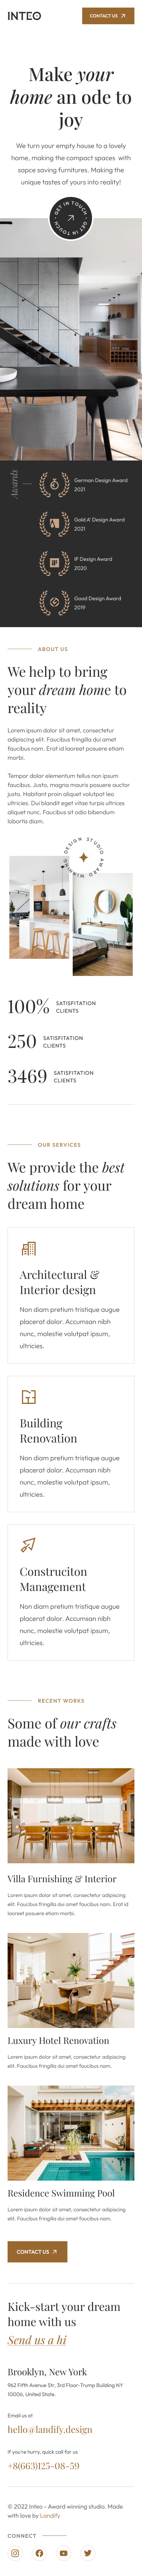 INTEO
CONTACT US
Make your
home an ode to
joy
We turn your empty house to a lovely
home, making the compact spaces with
sapce saving furnitures. Making the
unique tastes of yours into reality!
GET IN TOUCH • GET IN TOUCH •
Awards
German Design Award
2021
Gold A' Design Award
2021
IF Design Award
2020
Good Design Award
2019
ABOUT US
We help to bring
your dream home to
reality
Lorem ipsum dolor sit amet, consectetur
adipiscing elit. Faucibus fringilla dui amet
faucibus nam. Erat id laoreet posuere etiam
morbi.
Tempor dolor elementum tellus non ipsum
faucibus, Justo, magna mauris posuere auctor
justo. Habitant proin aliquet volutpat leo
ultricies. Dui blandit eget vitae turpis ultrices
aliquet nunc. Faucibus sit odio bibendum
lobortis diam.
DESIGN STUDIO AWARD WINNING
100%
SATISFITATION
CLIENTS
250
SATISFITATION
CLIENTS
3469
SATISFITATION
CLIENTS
OUR SERVICES
We provide the best
solutions for your
dream home
Architectural &
Interior design
Non diam pretium tristique augue
placerat dolor. Accumsan nibh
nunc, molestie volutpat ipsum,
ultricies.
Building
Renovation
Non diam pretium tristique augue
placerat dolor. Accumsan nibh
nunc, molestie volutpat ipsum,
ultricies.
Construciton
Management
Non diam pretium tristique augue
placerat dolor. Accumsan nibh
nunc, molestie volutpat ipsum,
ultricies.
RECENT WORKS
Some of our crafts
made with love
Villa Furnishing & Interior
Lorem ipsum dolor sit amet, consectetur adipiscing
elit. Faucibus fringilla dui amet faucibus nam. Erat id
laoreet posuere etiam morbi.
Luxury Hotel Renovation
Lorem ipsum dolor sit amet, consectetur adipiscing
elit. Faucibus fringilla dui amet faucibus nam.
Residence Swimming Pool
Lorem ipsum dolor sit amet, consectetur adipiscing
elit. Faucibus fringilla dui amet faucibus nam.
CONTACT US
Kick-start your dream
home with us
Send us a hi
Brooklyn, New York
962 Fifth Avenue Str, 3rd Floor-Trump Building NY
10006, United State.
Email us at
hello@landify.design
If you're hurry, quick call for us
+8(663)125-08-59
© 2022 Inteo - Award winning studio. Made
with love by Landify
CONNECT